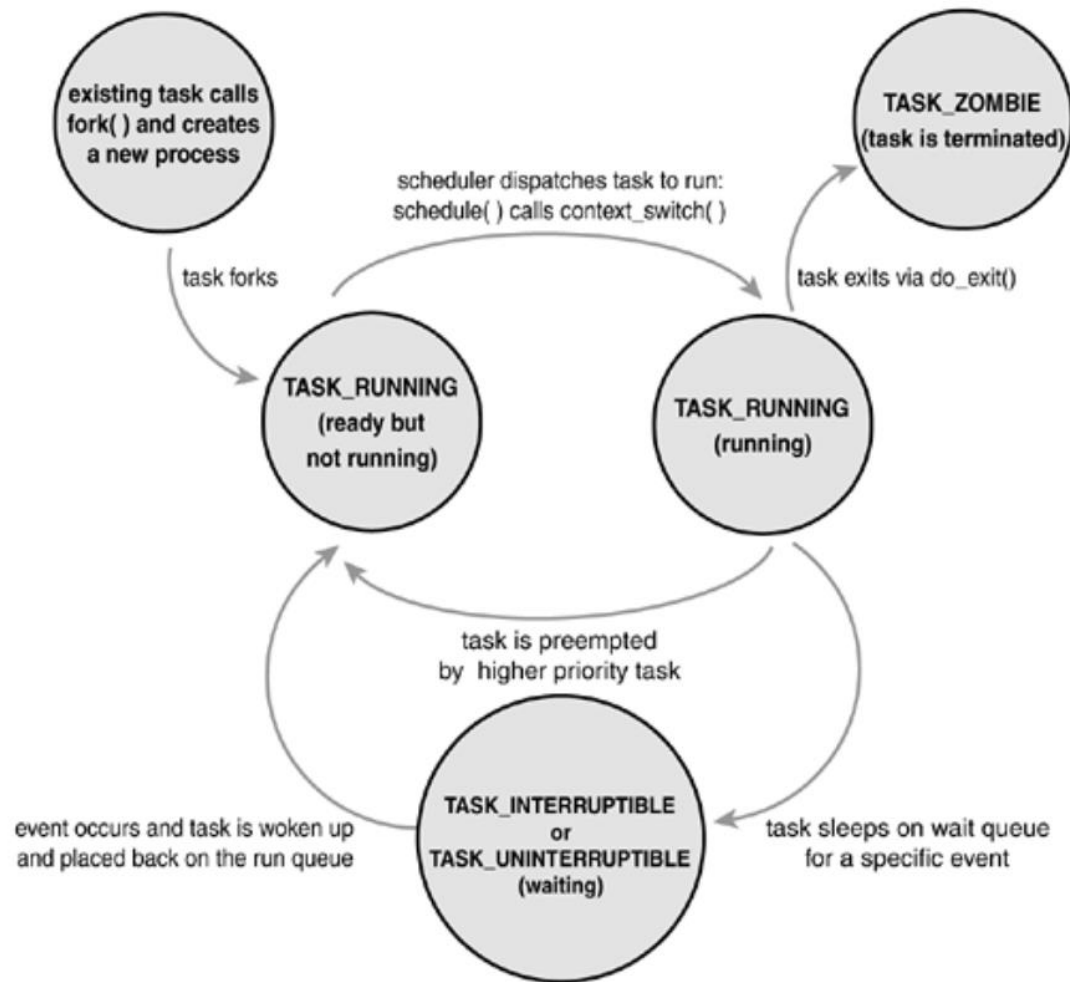 existing task calls
fork( ) and creates
a new process
TASK_ZOMBIE
(task is terminated)
scheduler dispatches task to run:
schedule( ) calls context_switch( )
task forks
task exits via do_exit()
TASK_RUNNING
(ready but
not running)
TASK_RUNNING
(running)
task is preempted
by higher priority task
TASK_INTERRUPTIBLE
or
TASK_UNINTERRUPTIBLE
(waiting)
event occurs and task is woken up
and placed back on the run queue
task sleeps on wait queue
for a specific event